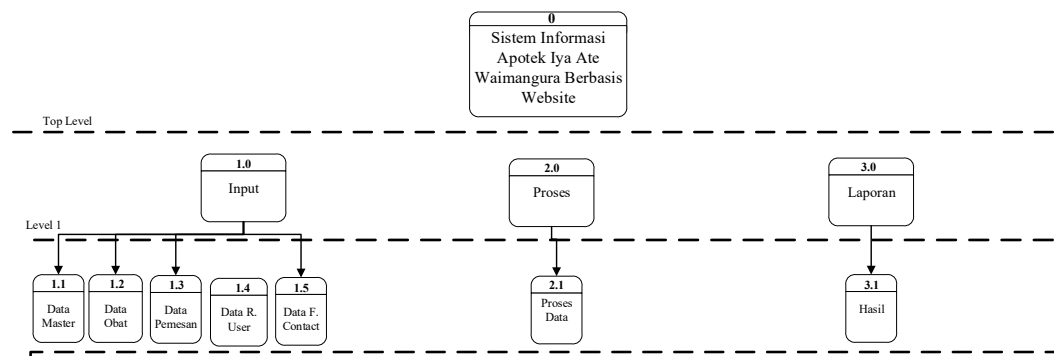 0
Sistem Informasi
Apotek Iya Ate
Waimangura Berbasis
Website
Top Level
1.0
Input
2.0
Proses
3.0
Laporan
Level 1
1.1
Data
Master
1.2
Data
Obat
1.3
Data
Pemesan
1.4
Data R.
User
1.5
Data F.
Contact
2.1
Proses
Data
3.1
Hasil